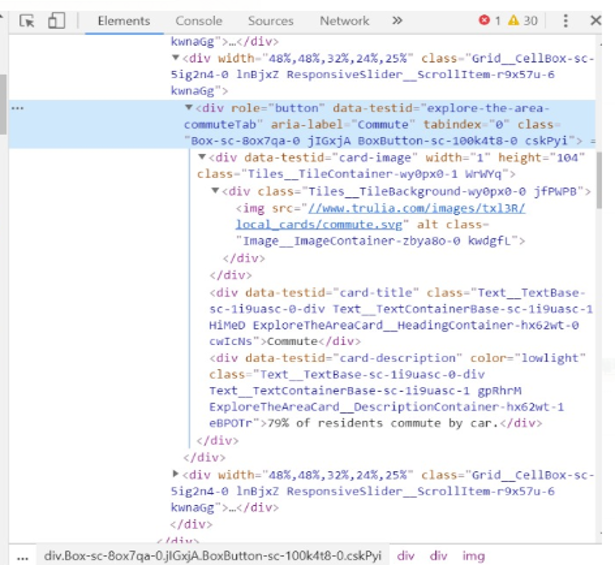 Elements Console Sources Network » 1 30
kwnaGg">…</div>
▼<div width="48%,48%,32%,24%,25%" class="Grid__CellBox-sc-
5ig2n4-0 lnBjxZ ResponsiveSlider__ScrollItem-r9x57u-6
kwnaGg">
▼<div role="button" data-testid="explore-the-area-
commuteTab" aria-label="Commute" tabindex="0" class=
"Box-sc-8ox7qa-0 jIGxjA BoxButton-sc-100k4t8-0 cskPyi"> =
▼<div data-testid="card-image" width="1" height="104"
class="Tiles__TileContainer-wy0px0-1 WrWYq">
▼<div class="Tiles__TileBackground-wy0px0-0 jfPWPB">
<img src="//www.trulia.com/images/txl3R/
local_cards/commute.svg" alt class=
"Image__ImageContainer-zbya8o-0 kwdgfL">
</div>
</div>
<div data-testid="card-title" class="Text__TextBase-
sc-1i9uasc-0-div Text__TextContainerBase-sc-1i9uasc-1
HiMeD ExploreTheAreaCard__HeadingContainer-hx62wt-0
cwIcNs">Commute</div>
<div data-testid="card-description" color="lowlight"
class="Text__TextBase-sc-1i9uasc-0-div
Text__TextContainerBase-sc-1i9uasc-1 gpRhrM
ExploreTheAreaCard__DescriptionContainer-hx62wt-1
eBPOTr">79% of residents commute by car.</div>
</div>
</div>
▶<div width="48%,48%,32%,24%,25%" class="Grid__CellBox-sc-
5ig2n4-0 lnBjxZ ResponsiveSlider__ScrollItem-r9x57u-6
kwnaGg">…</div>
</div>
</div>
... div.Box-sc-8ox7qa-0.jIGxjA.BoxButton-sc-100k4t8-0.cskPyi div div img